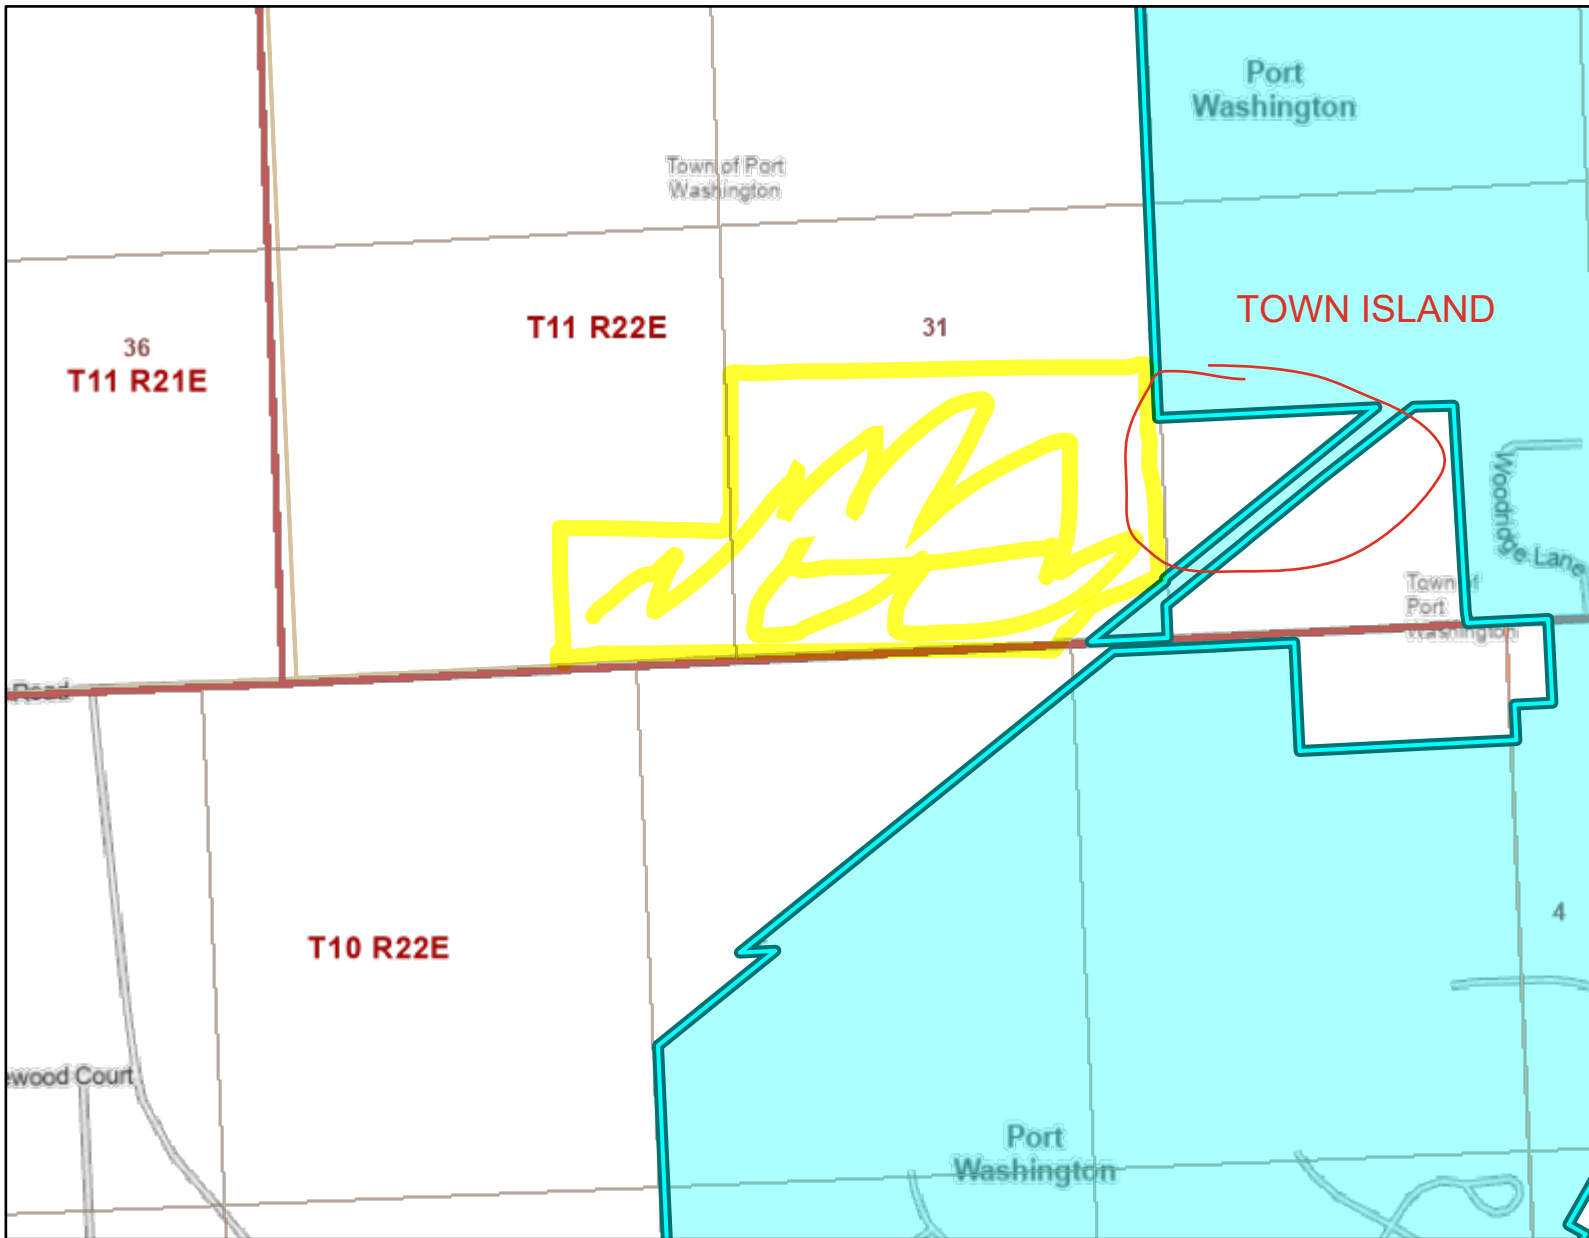 Port
Washington
Town of Port
Washington
TOWN ISLAND
T11 R22E
31
36
T11 R21E
Woodridge Lane
Town of
Port
Washington
Road
4
T10 R22E
ewood Court
Port
Washington